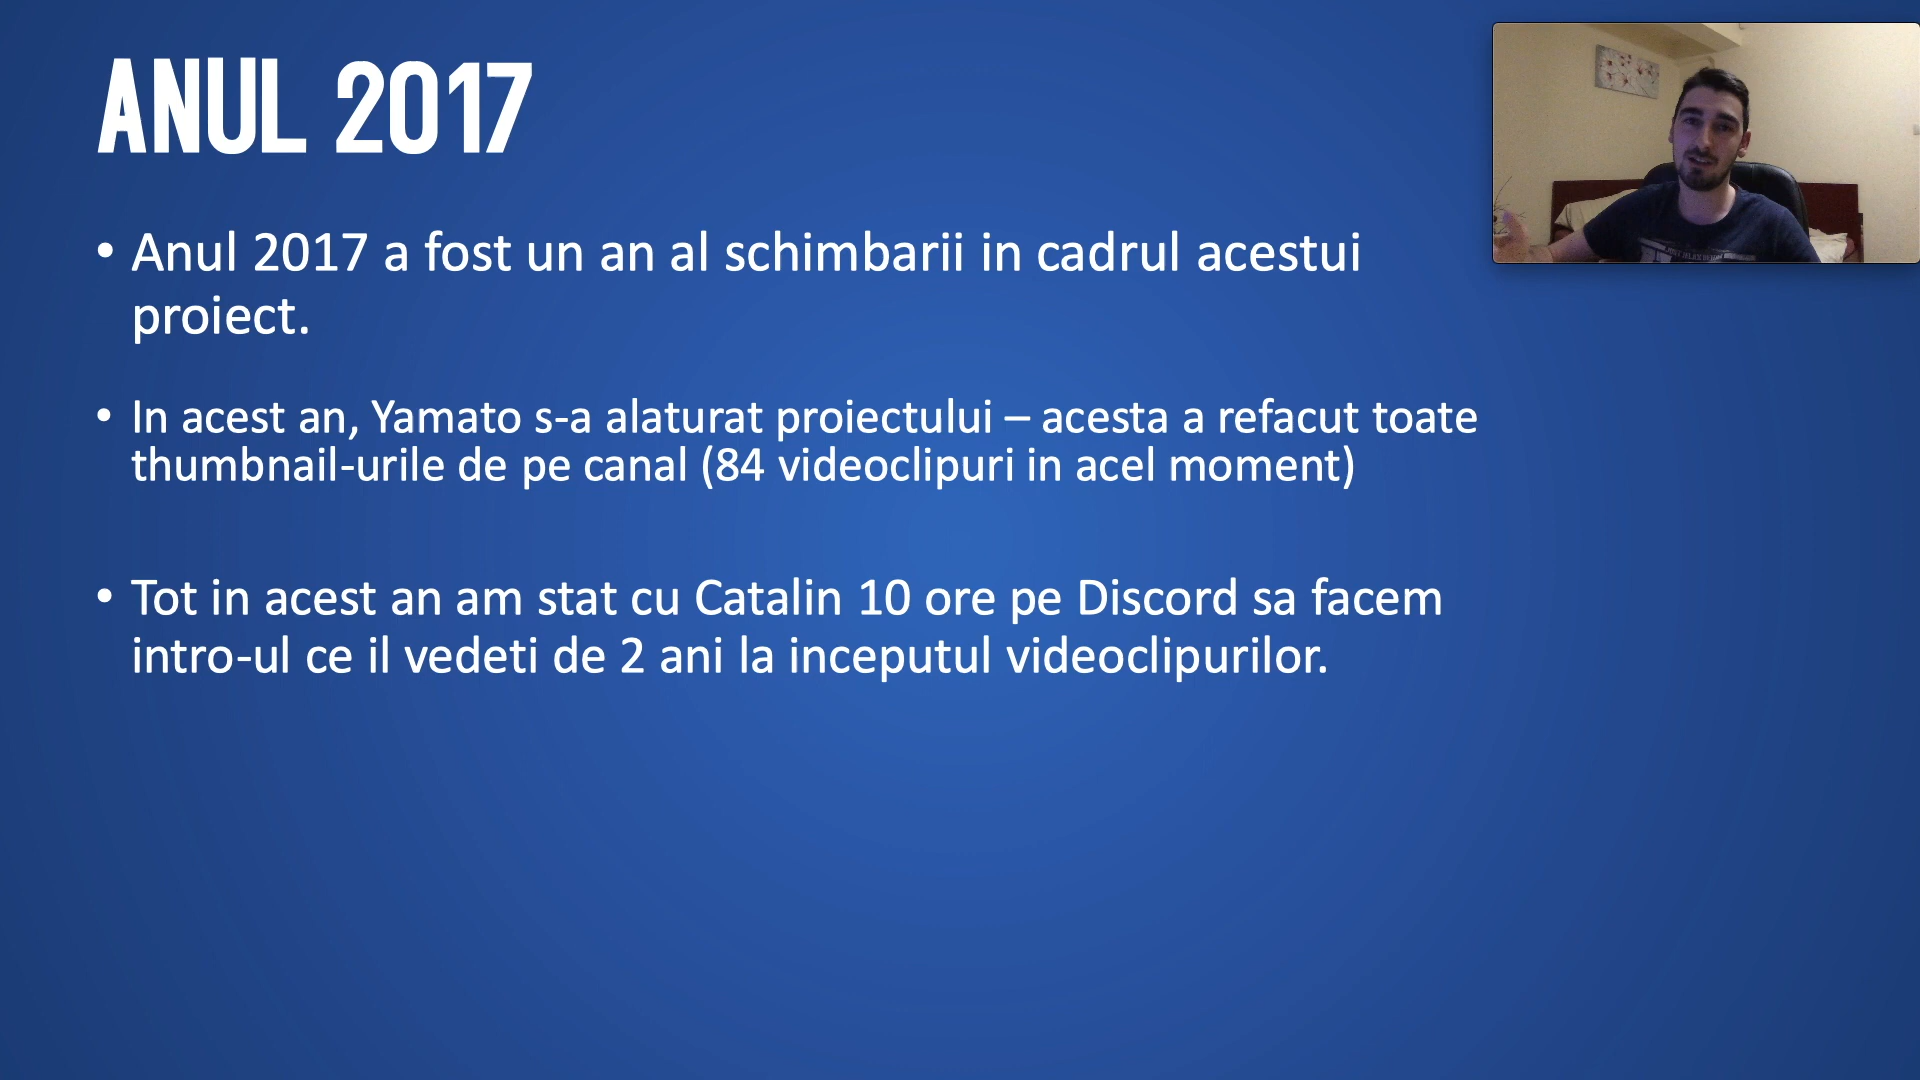 ANUL 2017
• Anul 2017 a fost un an al schimbarii in cadrul acestui
proiect.
• In acest an, Yamato s-a alaturat proiectului – acesta a refacut toate
thumbnail-urile de pe canal (84 videoclipuri in acel moment)
• Tot in acest an am stat cu Catalin 10 ore pe Discord sa facem
intro-ul ce il vedeti de 2 ani la inceputul videoclipurilor.